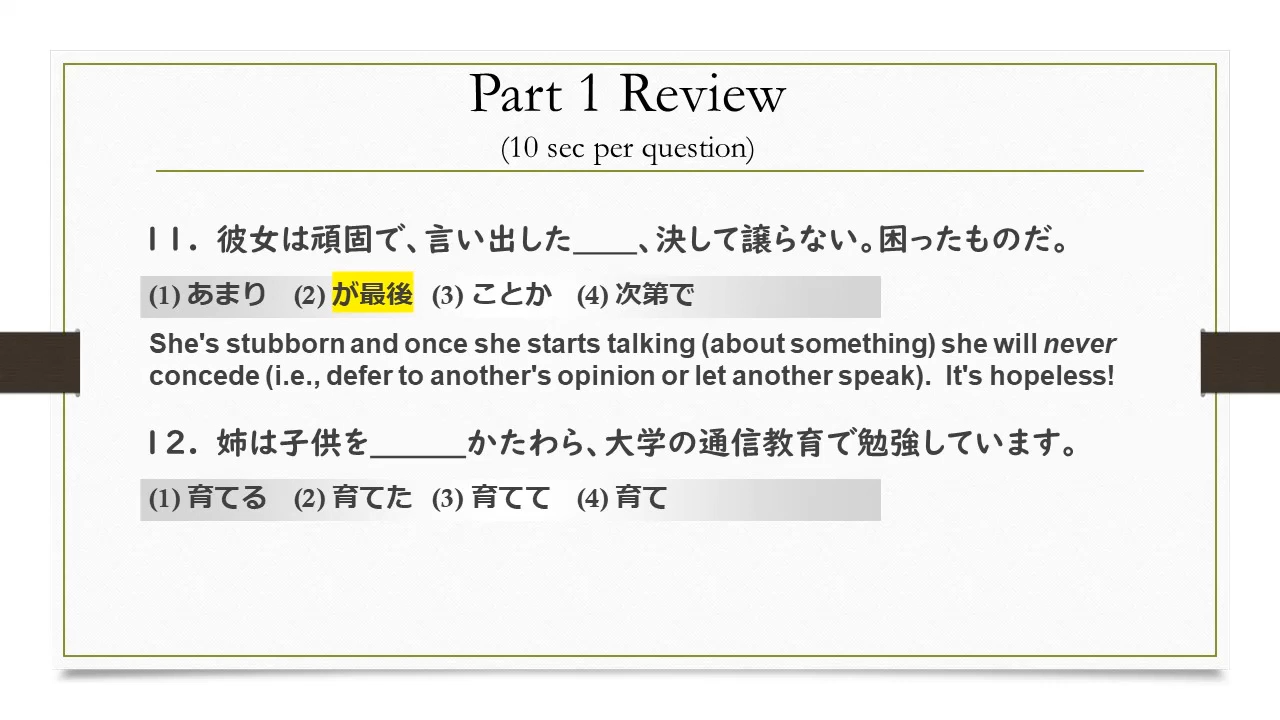 Part 1 Review
(10 sec per question)
11. 彼女は頑固で、言い出した____、決して譲らない。困ったものだ。
(1) あまり (2) が最後 (3) ことか (4) 次第で
She's stubborn and once she starts talking (about something) she will never
concede (i.e., defer to another's opinion or let another speak). It's hopeless!
12. 姉は子供を______かたわら、大学の通信教育で勉強しています。
(1) 育てる (2) 育てた (3) 育てて (4) 育て